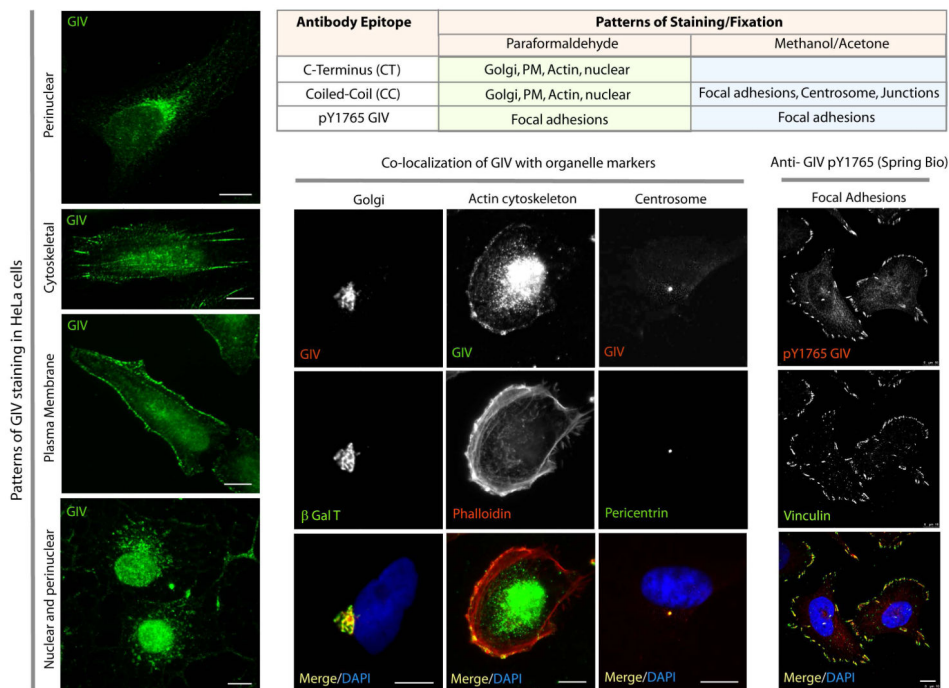 Patterns of GIV staining in HeLa cells
Perinuclear
GIV
Cytoskeletal
GIV
Plasma Membrane
GIV
Nuclear and perinuclear
GIV
Antibody Epitope
Patterns of Staining/Fixation
Paraformaldehyde
Methanol/Acetone
C-Terminus (CT)
Golgi, PM, Actin, nuclear
Coiled-Coil (CC)
Golgi, PM, Actin, nuclear
Focal adhesions, Centrosome, Junctions
pY1765 GIV
Focal adhesions
Focal adhesions
Co-localization of GIV with organelle markers
Anti- GIV pY1765 (Spring Bio)
Golgi
Actin cytoskeleton
Centrosome
Focal Adhesions
GIV
GIV
GIV
pY1765 GIV
β Gal T
Phalloidin
Pericentrin
Vinculin
Merge/DAPI
Merge/DAPI
Merge/DAPI
Merge/DAPI